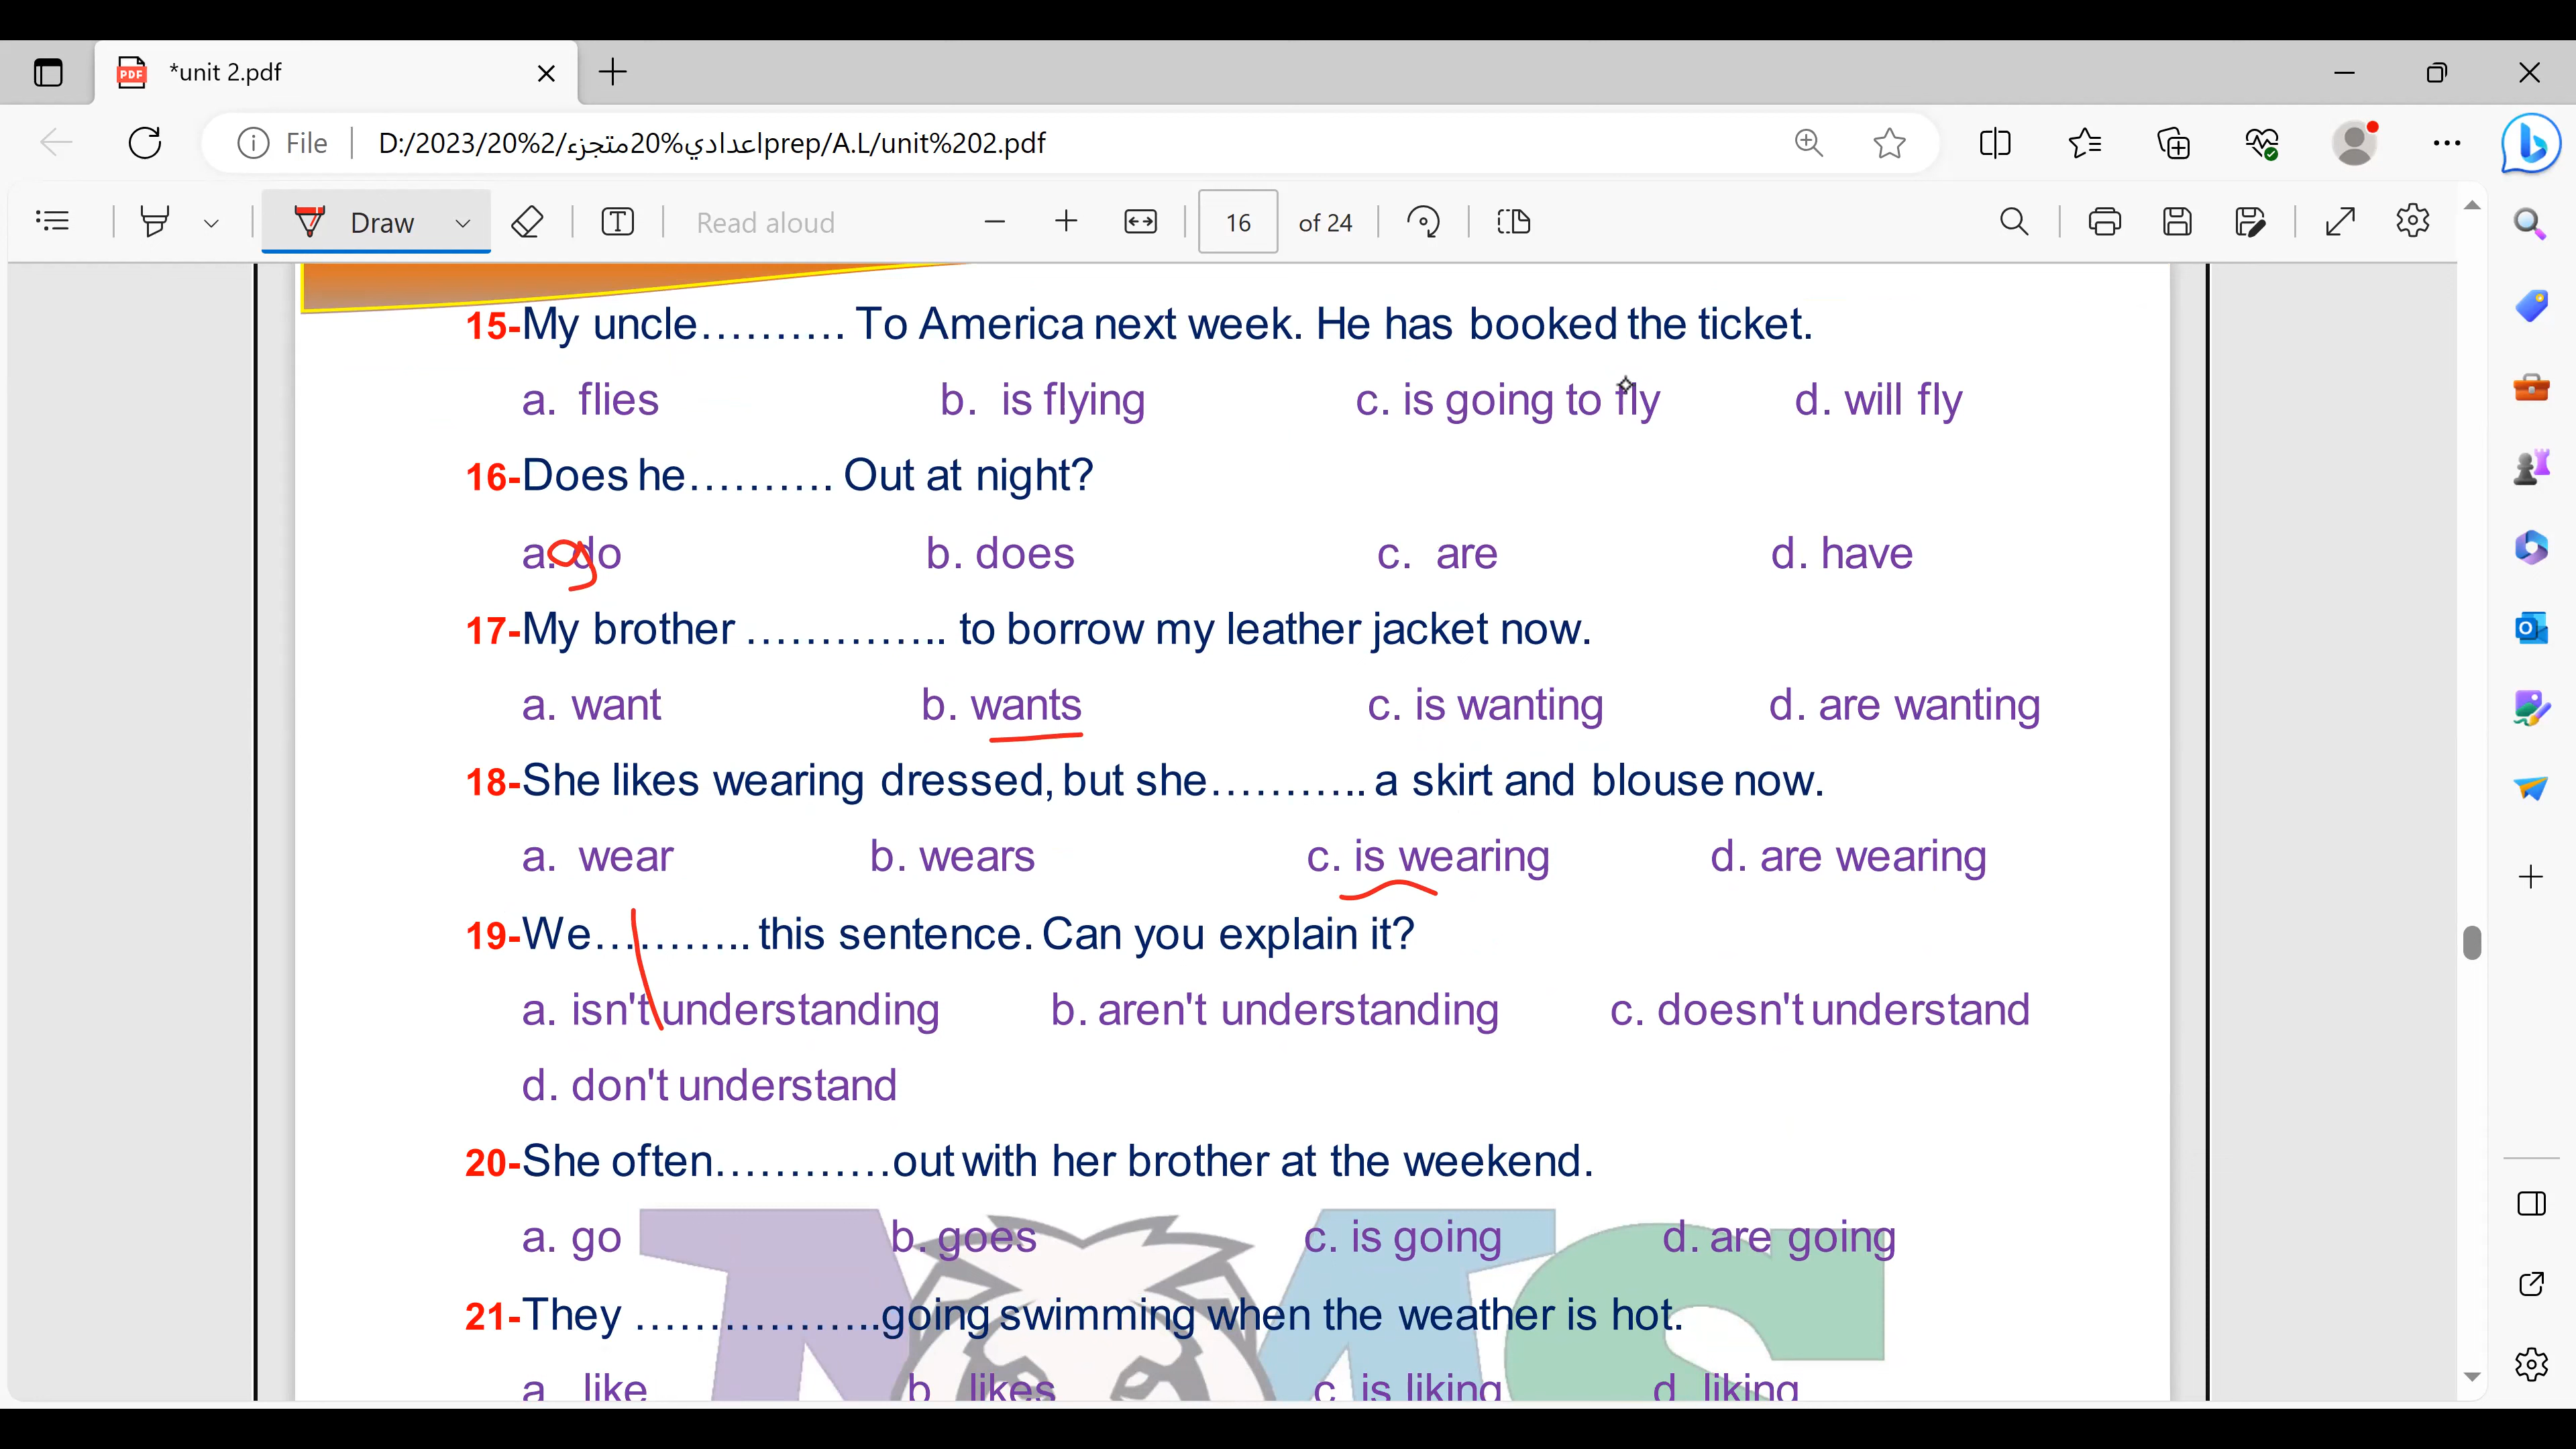 *unit 2.pdf
File D:/2023/20%2/اعدادي%20متجزء/prep/A.L/unit%202.pdf
Draw Read aloud 16 of 24
15-My uncle………. To America next week. He has booked the ticket.
a. flies b. is flying c. is going to fly d. will fly
16-Does he………. Out at night?
a. do b. does c. are d. have
g
17-My brother ………….. to borrow my leather jacket now.
a. want b. wants c. is wanting d. are wanting
18-She likes wearing dressed, but she……….. a skirt and blouse now.
a. wear b. wears c. is wearing d. are wearing
19-We……….. this sentence. Can you explain it?
a. isn't understanding b. aren't understanding c. doesn't understand
d. don't understand
20-She often…………out with her brother at the weekend.
a. go b. goes c. is going d. are going
21-They ……………..going swimming when the weather is hot.
a. like b. likes c. is liking d. liking